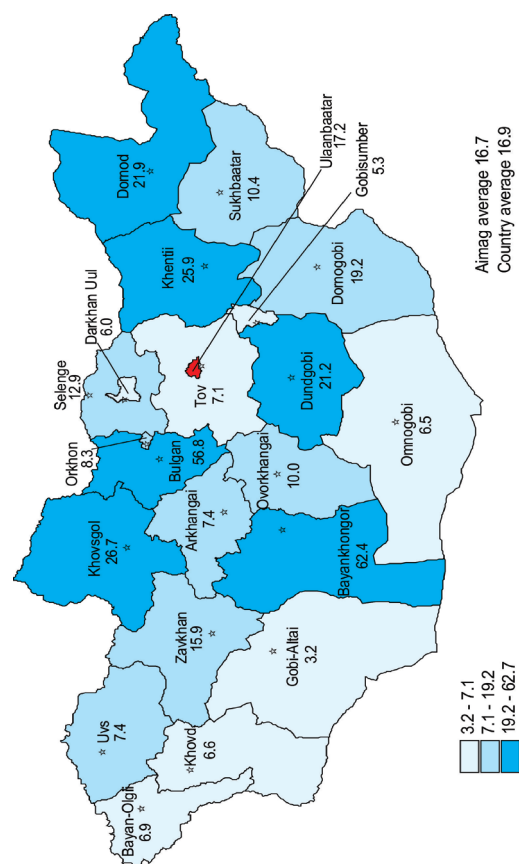 Bayan-Olgii
6.9
Uvs
7.4
Khovd
6.6
Zavkhan
15.9
Gobi-Altai
3.2
Khovsgol
26.7
Arkhangai
7.4
Bayankhongor
62.4
Orkhon
8.3
Bulgan
56.8
Ovorkhangai
10.0
Selenge
12.9
Darkhan Uul
6.0
Tov
7.1
Dundgobi
21.2
Omnogobi
6.5
Khentii
25.9
Dornod
21.9
Sukhbaatar
10.4
Dornogobi
19.2
Ulaanbaatar
17.2
Gobisumber
5.3
3.2 - 7.1
7.1 - 19.2
19.2 - 62.7
Aimag average 16.7
Country average 16.9